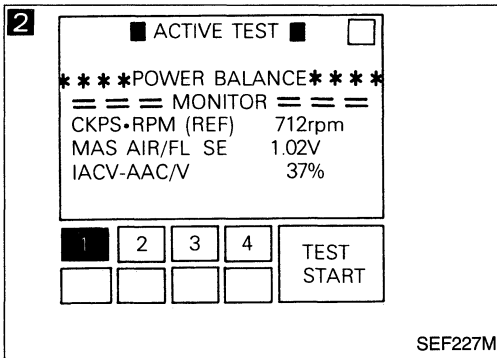 2
■ ACTIVE TEST ■
****POWER BALANCE****
=== MONITOR ===
CKPS•RPM (REF) 712rpm
MAS AIR/FL SE 1.02V
IACV-AAC/V 37%
1 2 3 4 TEST START
SEF227M